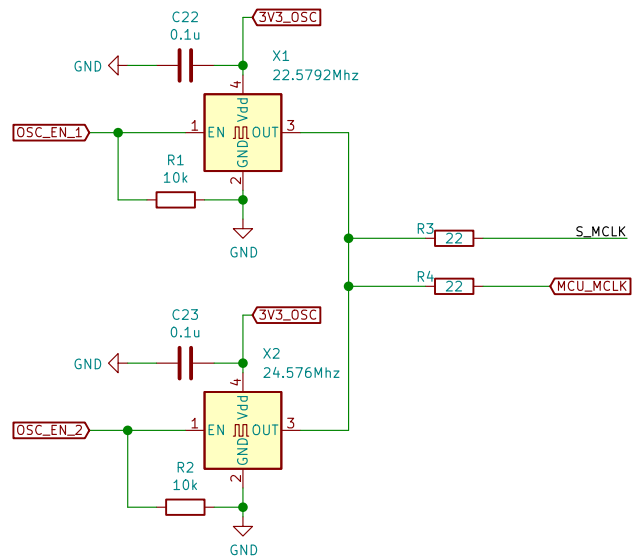 C22
0.1u
3V3_OSC
GND
X1
22.5792Mhz
4
Vdd
OSC_EN_1
1
EN
OUT
3
GND
2
R1
10k
GND
R3
22
S_MCLK
R4
22
MCU_MCLK
C23
0.1u
3V3_OSC
GND
X2
24.576Mhz
4
Vdd
OSC_EN_2
1
EN
OUT
3
GND
2
R2
10k
GND